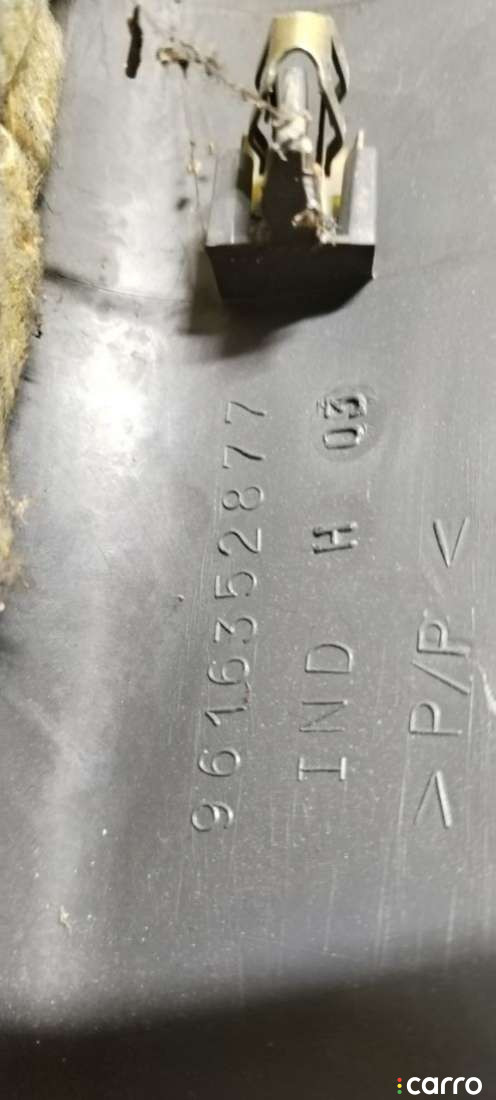 9616352877
IND H 03
>P/P<
carro